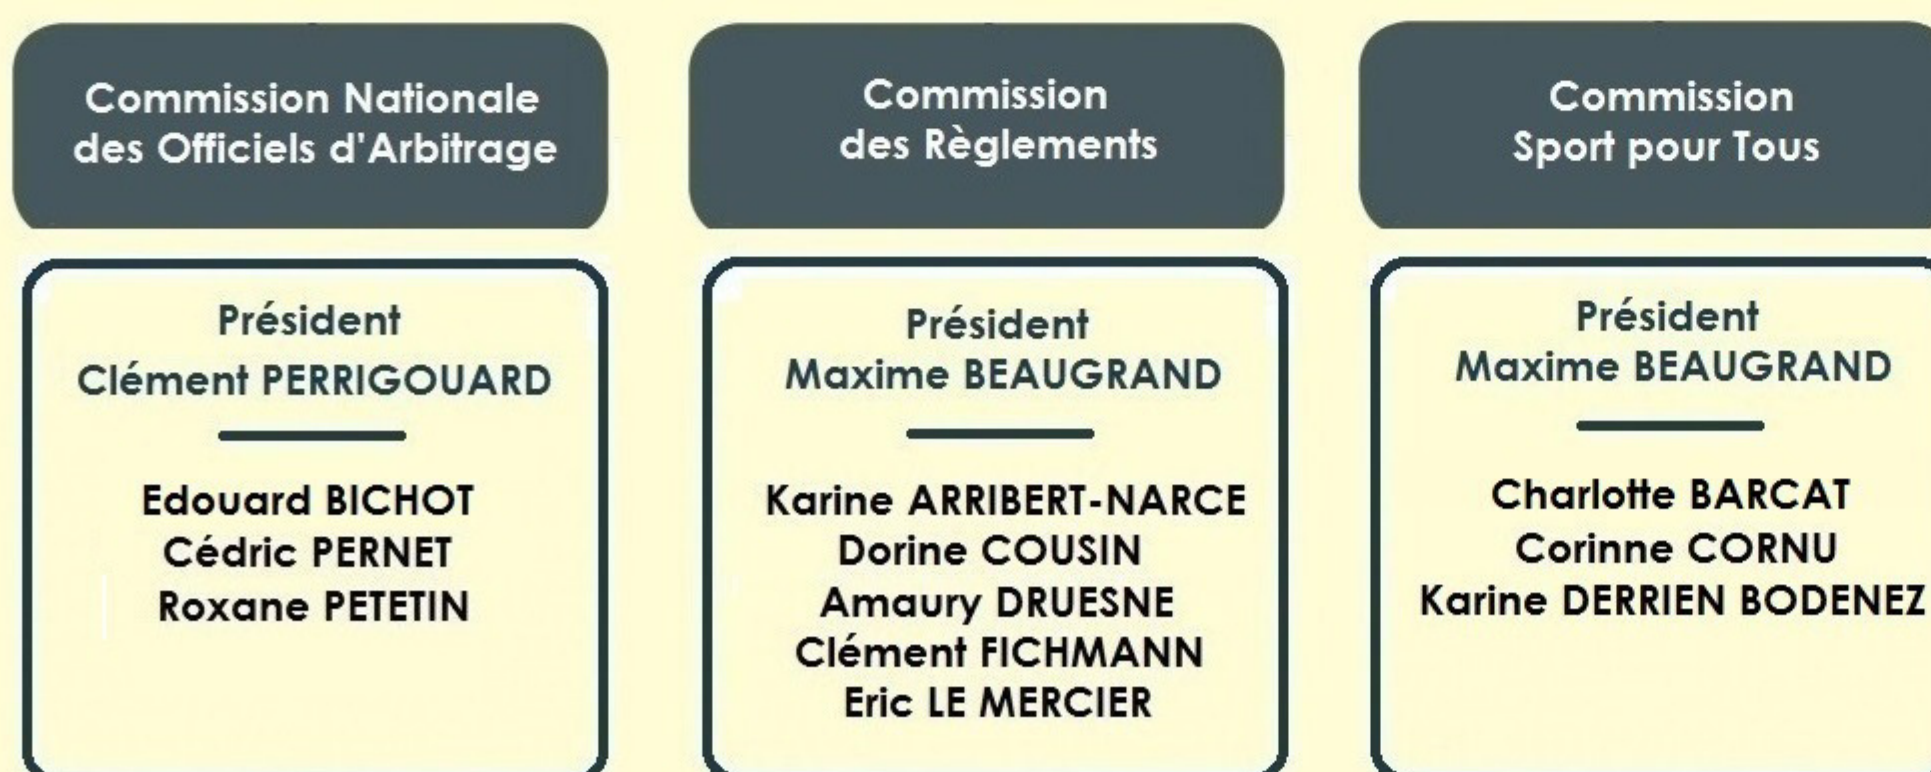 Commission Nationale
des Officiels d'Arbitrage
Président
Clément PERRIGOUARD
Edouard BICHOT
Cédric PERNET
Roxane PETETIN
Commission
des Règlements
Président
Maxime BEAUGRAND
Karine ARRIBERT-NARCE
Dorine COUSIN
Amaury DRUESNE
Clément FICHMANN
Eric LE MERCIER
Commission
Sport pour Tous
Président
Maxime BEAUGRAND
Charlotte BARCAT
Corinne CORNU
Karine DERRIEN BODENEZ